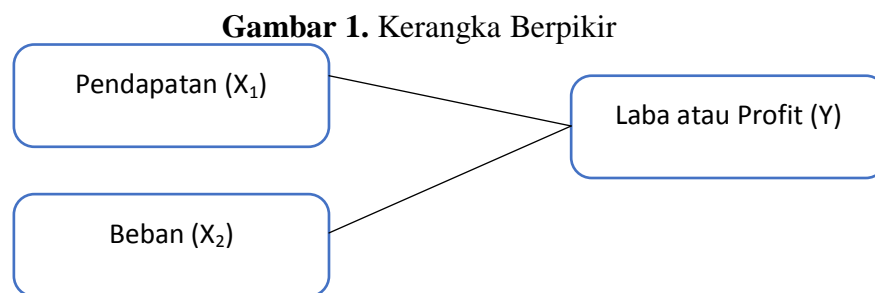 Gambar 1. Kerangka Berpikir
Pendapatan (X₁)
Laba atau Profit (Y)
Beban (X₂)